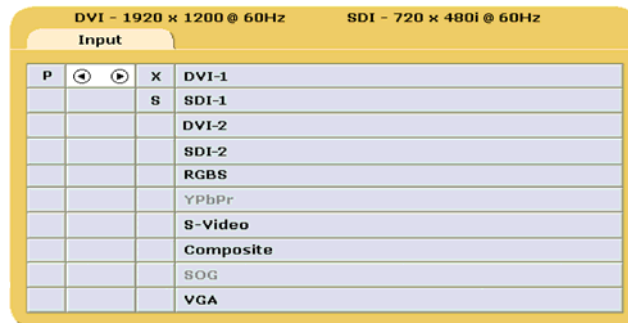 DVI - 1920 x 1200 @ 60Hz SDI - 720 x 480i @ 60Hz
Input
P X DVI-1
S SDI-1
DVI-2
SDI-2
RGBS
YPbPr
S-Video
Composite
SOG
VGA